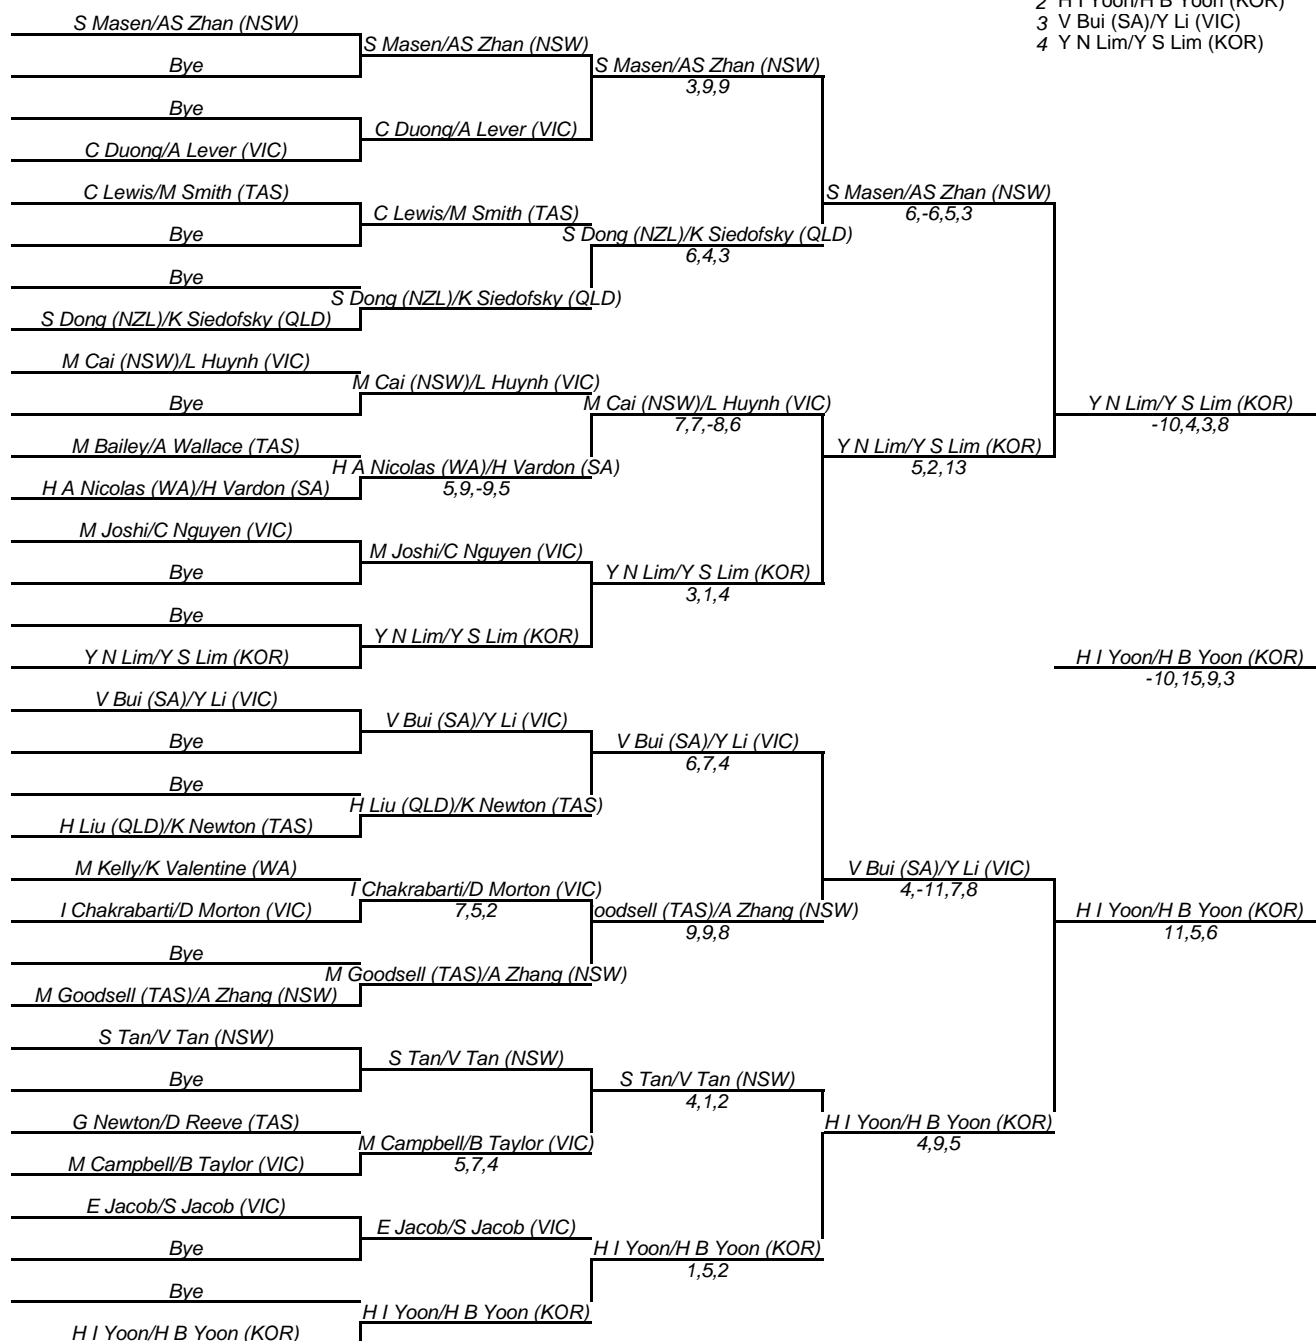 2 H I Yoon/H B Yoon (KOR)
3 V Bui (SA)/Y Li (VIC)
4 Y N Lim/Y S Lim (KOR)
S Masen/AS Zhan (NSW)
S Masen/AS Zhan (NSW)
Bye
S Masen/AS Zhan (NSW)
3,9,9
Bye
C Duong/A Lever (VIC)
C Duong/A Lever (VIC)
C Lewis/M Smith (TAS)
S Masen/AS Zhan (NSW)
6,-6,5,3
C Lewis/M Smith (TAS)
Bye
S Dong (NZL)/K Siedofsky (QLD)
6,4,3
Bye
S Dong (NZL)/K Siedofsky (QLD)
S Dong (NZL)/K Siedofsky (QLD)
M Cai (NSW)/L Huynh (VIC)
M Cai (NSW)/L Huynh (VIC)
Bye
M Cai (NSW)/L Huynh (VIC)
7,7,-8,6
Y N Lim/Y S Lim (KOR)
-10,4,3,8
M Bailey/A Wallace (TAS)
Y N Lim/Y S Lim (KOR)
5,2,13
H A Nicolas (WA)/H Vardon (SA)
5,9,-9,5
H A Nicolas (WA)/H Vardon (SA)
M Joshi/C Nguyen (VIC)
M Joshi/C Nguyen (VIC)
Bye
Y N Lim/Y S Lim (KOR)
3,1,4
Bye
Y N Lim/Y S Lim (KOR)
Y N Lim/Y S Lim (KOR)
H I Yoon/H B Yoon (KOR)
-10,15,9,3
V Bui (SA)/Y Li (VIC)
V Bui (SA)/Y Li (VIC)
Bye
V Bui (SA)/Y Li (VIC)
6,7,4
Bye
H Liu (QLD)/K Newton (TAS)
H Liu (QLD)/K Newton (TAS)
M Kelly/K Valentine (WA)
V Bui (SA)/Y Li (VIC)
4,-11,7,8
I Chakrabarti/D Morton (VIC)
7,5,2
I Chakrabarti/D Morton (VIC)
oodsell (TAS)/A Zhang (NSW)
9,9,8
H I Yoon/H B Yoon (KOR)
11,5,6
Bye
M Goodsell (TAS)/A Zhang (NSW)
M Goodsell (TAS)/A Zhang (NSW)
S Tan/V Tan (NSW)
S Tan/V Tan (NSW)
Bye
S Tan/V Tan (NSW)
4,1,2
G Newton/D Reeve (TAS)
H I Yoon/H B Yoon (KOR)
4,9,5
M Campbell/B Taylor (VIC)
5,7,4
M Campbell/B Taylor (VIC)
E Jacob/S Jacob (VIC)
E Jacob/S Jacob (VIC)
Bye
H I Yoon/H B Yoon (KOR)
1,5,2
Bye
H I Yoon/H B Yoon (KOR)
H I Yoon/H B Yoon (KOR)